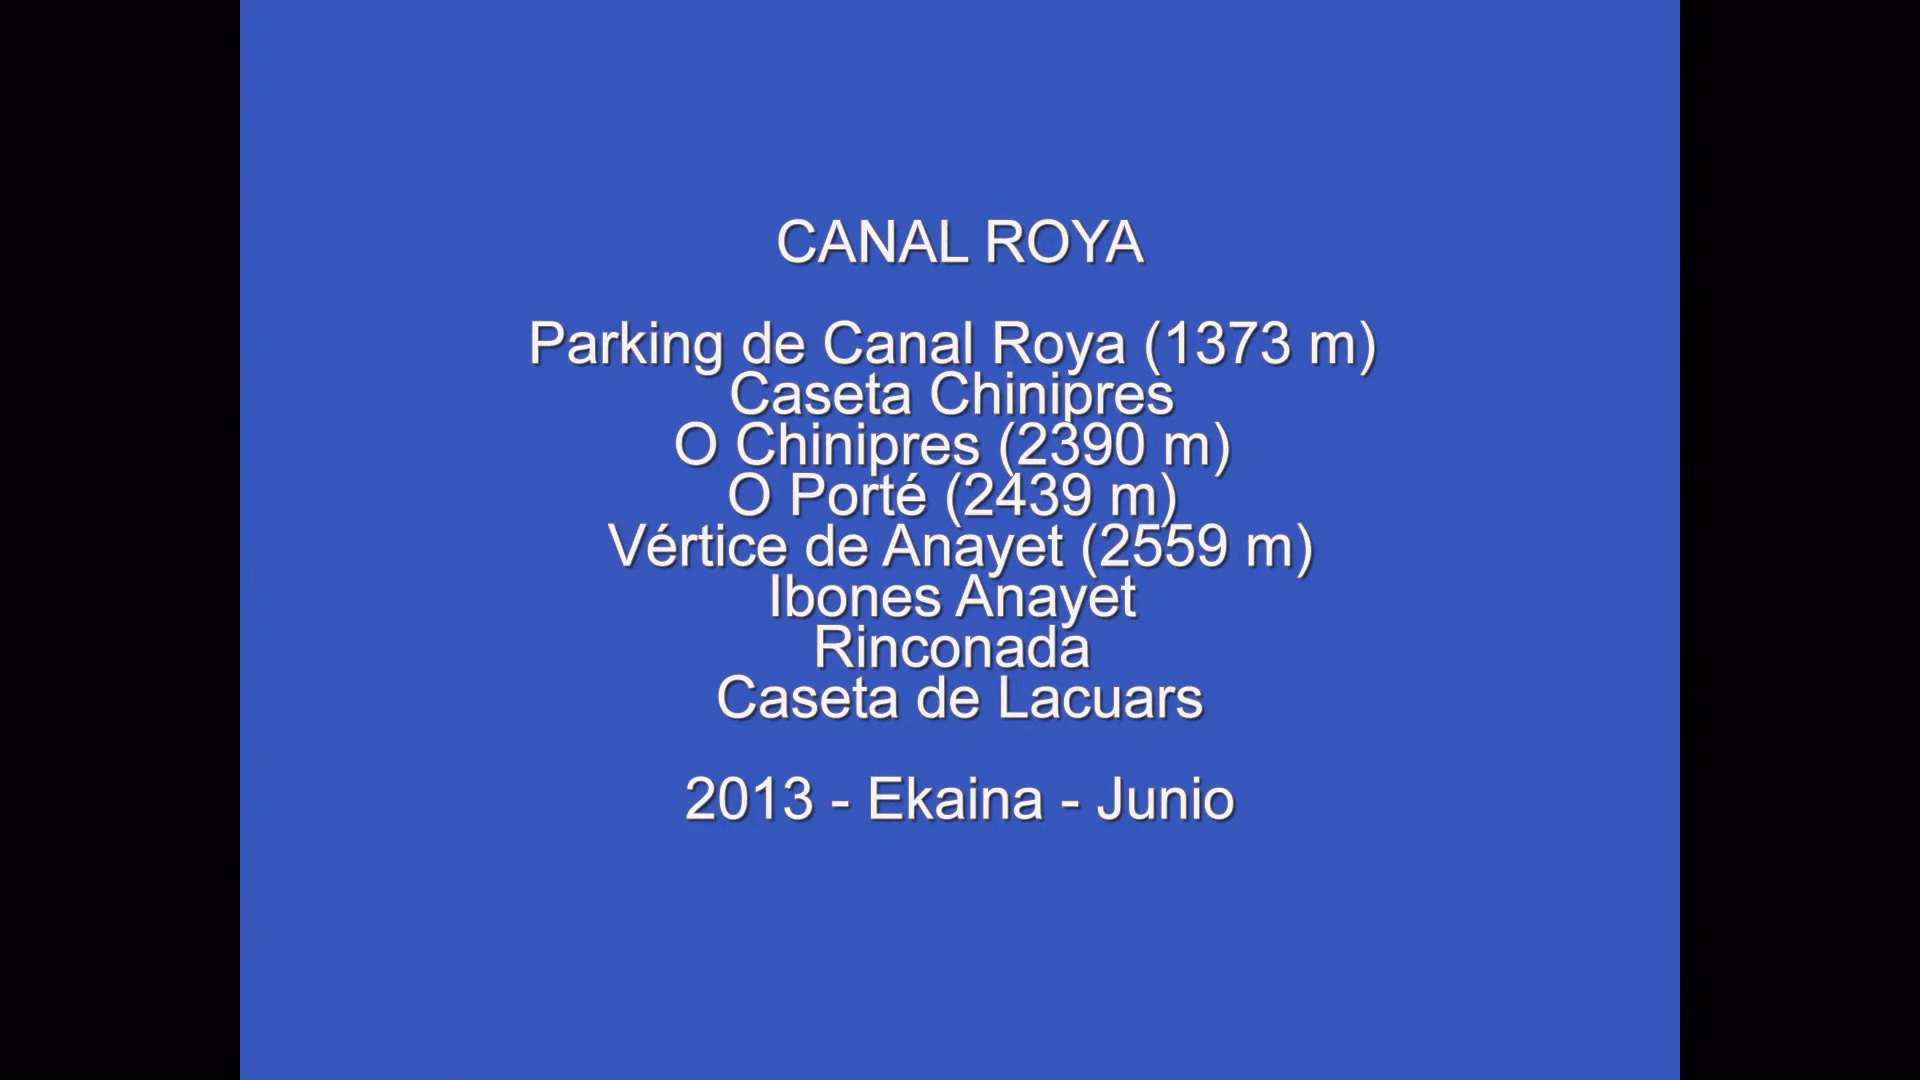 CANAL ROYA
Parking de Canal Roya (1373 m)
Caseta Chinipres
O Chinipres (2390 m)
O Porté (2439 m)
Vértice de Anayet (2559 m)
Ibones Anayet
Rinconada
Caseta de Lacuars
2013 - Ekaina - Junio